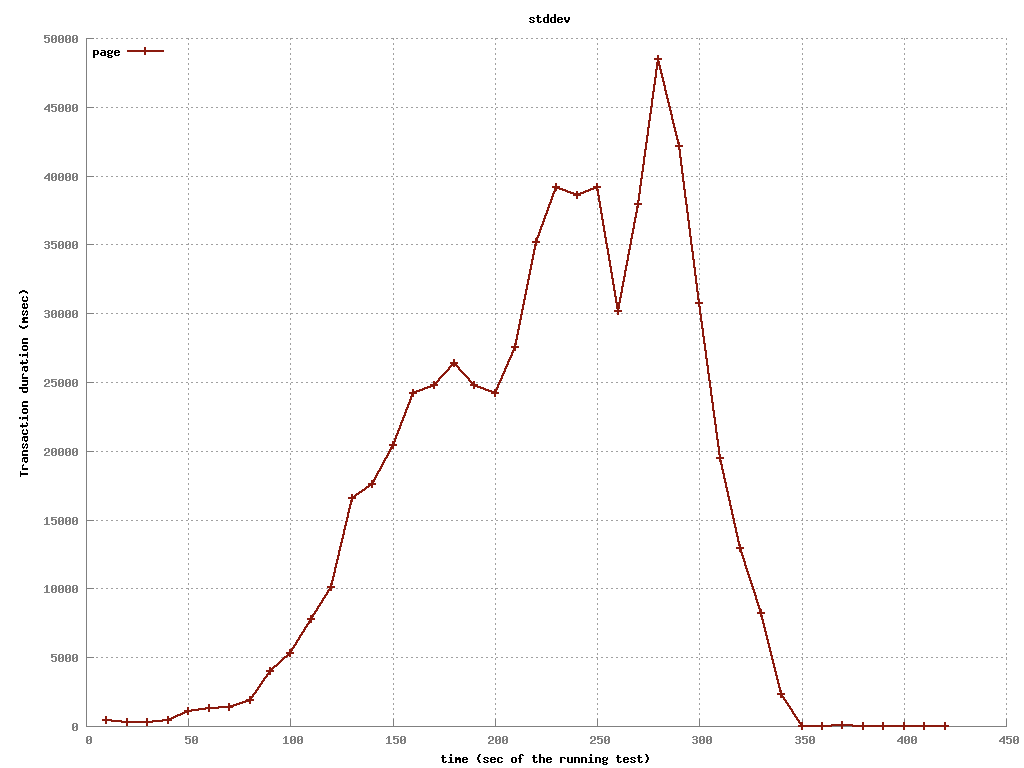 stddev
page
50000
45000
40000
35000
30000
25000
20000
15000
10000
5000
0
Transaction duration (msec)
0 50 100 150 200 250 300 350 400 450
time (sec of the running test)